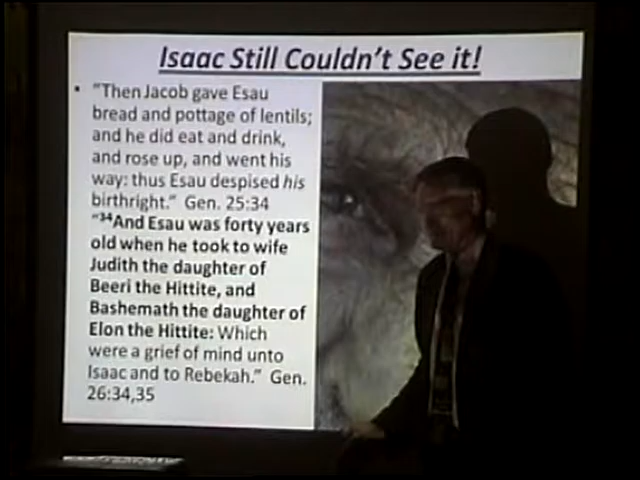 Isaac Still Couldn't See it!
• "Then Jacob gave Esau
bread and pottage of lentils;
and he did eat and drink,
and rose up, and went his
way: thus Esau despised his
birthright." Gen. 25:34
"34And Esau was forty years
old when he took to wife
Judith the daughter of
Beeri the Hittite, and
Bashemath the daughter of
Elon the Hittite: Which
were a grief of mind unto
Isaac and to Rebekah." Gen.
26:34,35